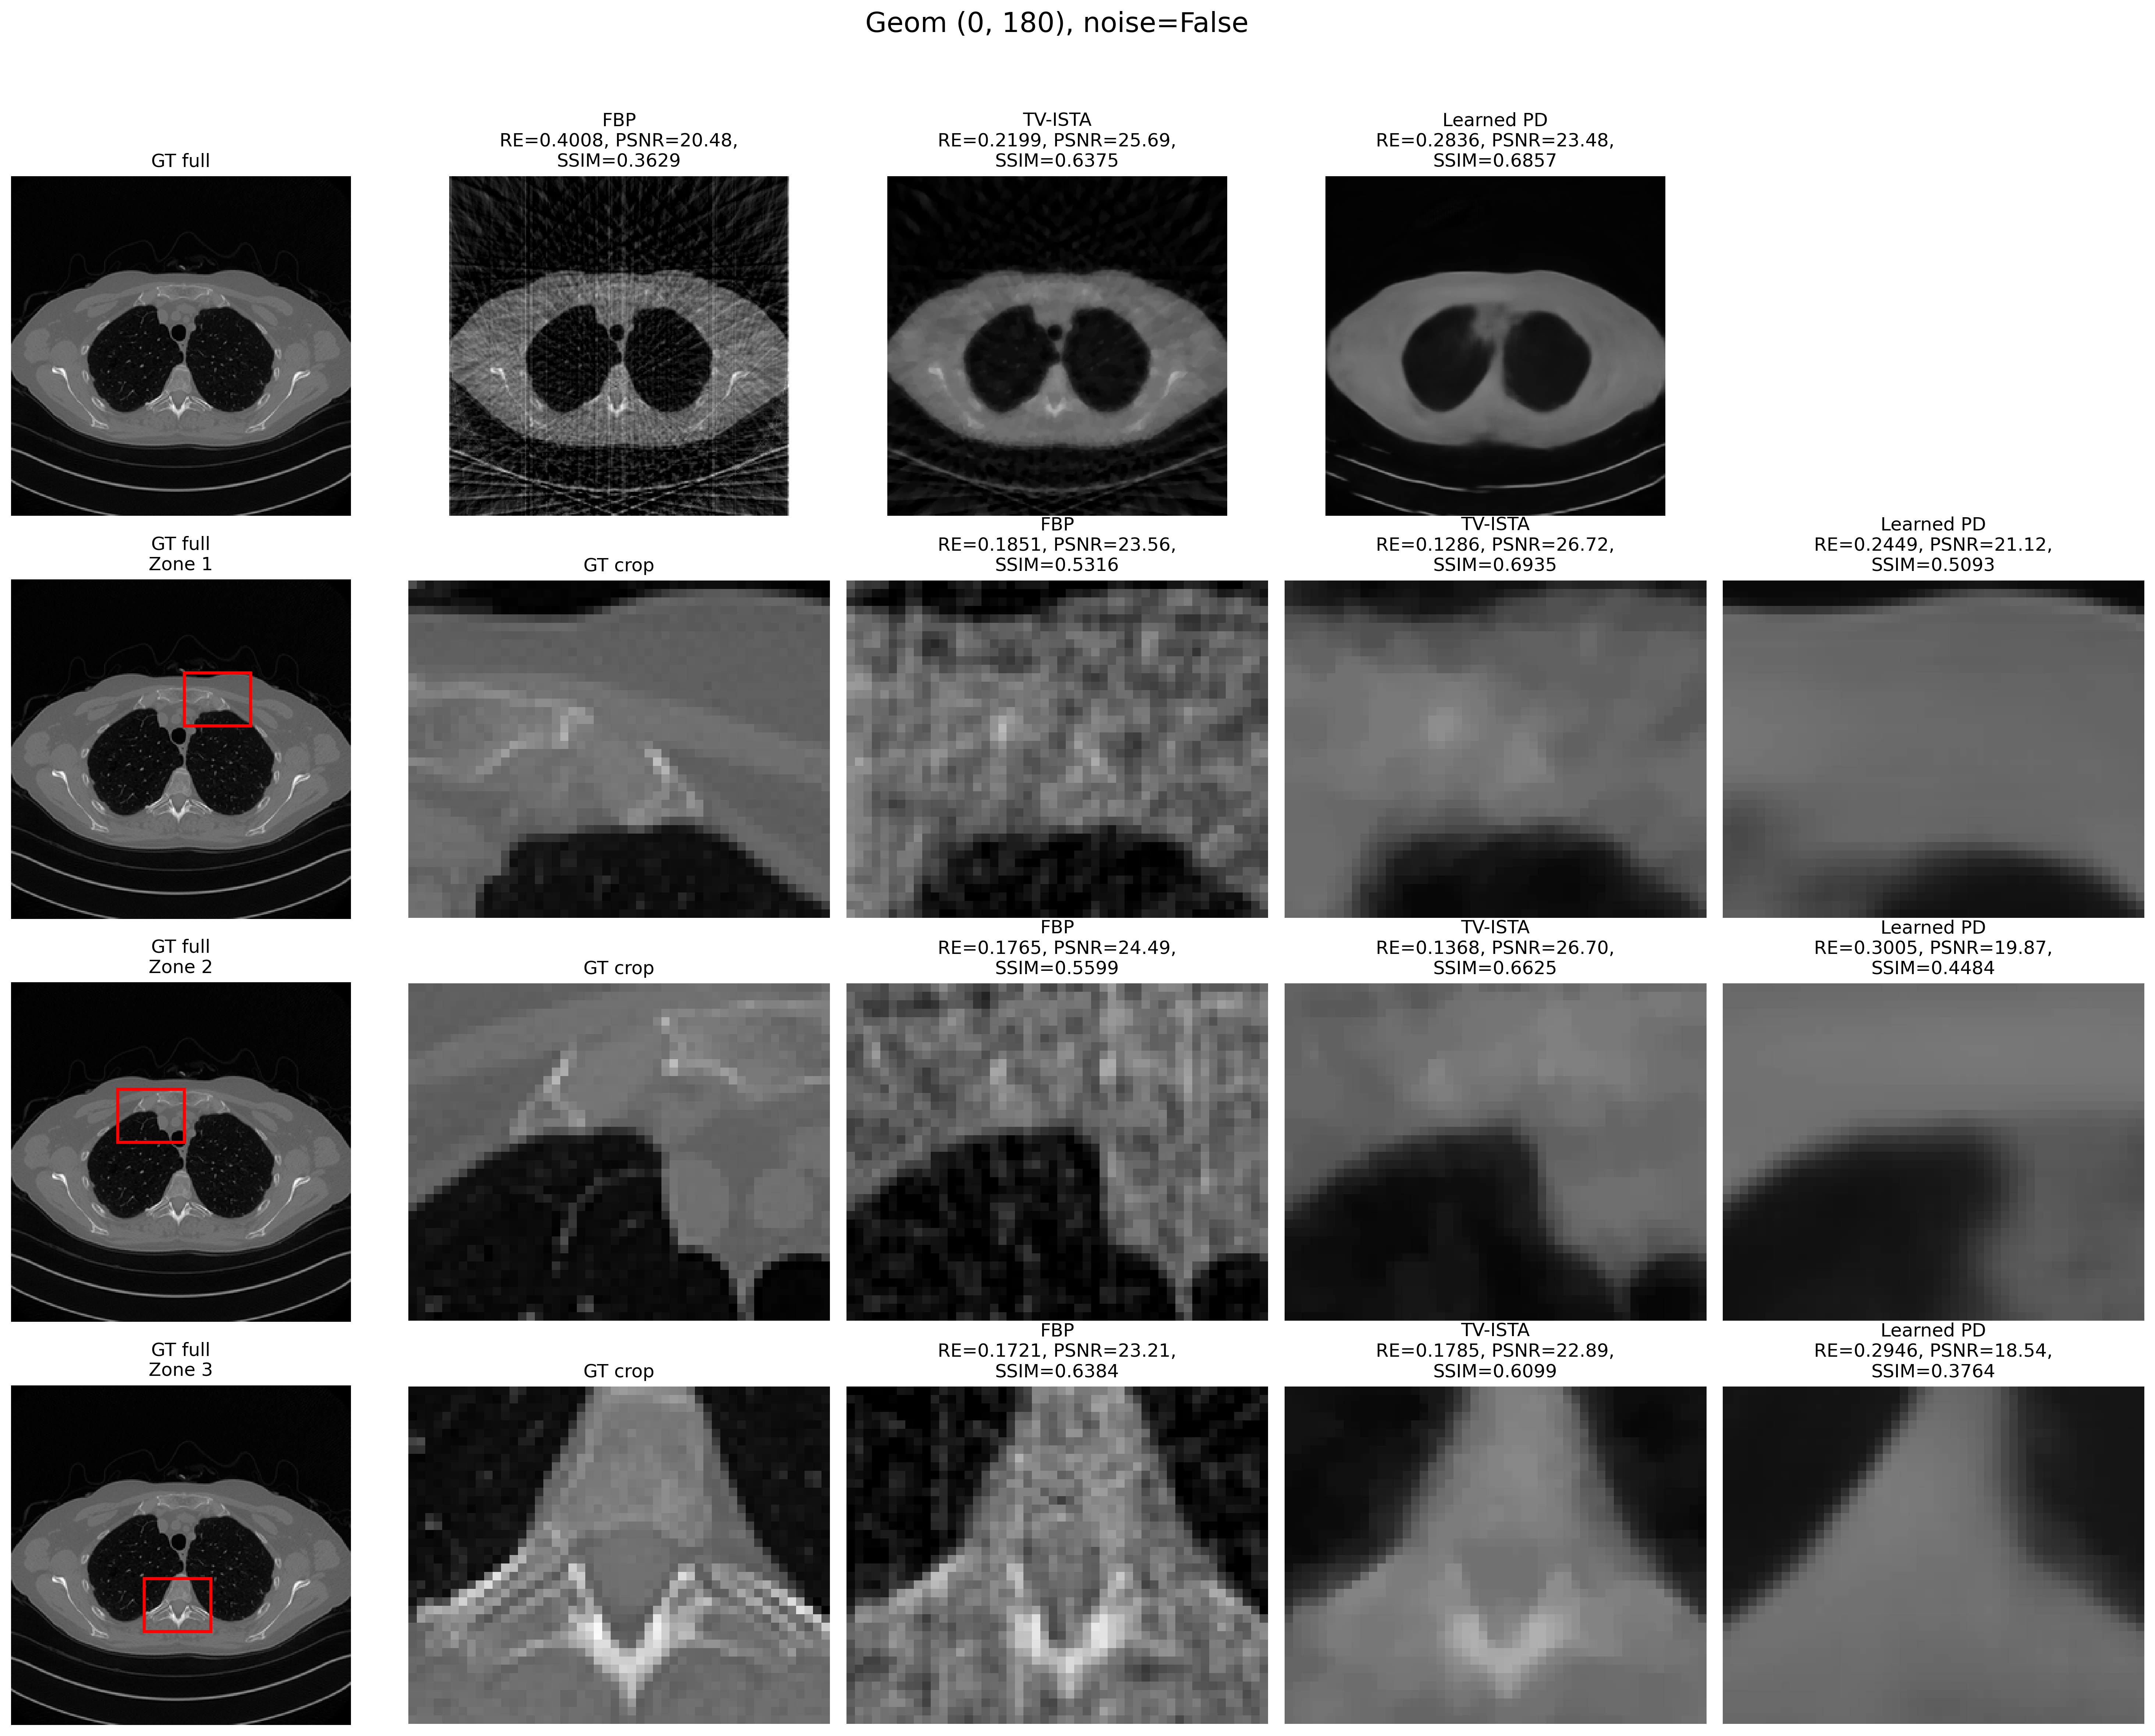 Geom (0, 180), noise=False
GT full
FBP
RE=0.4008, PSNR=20.48,
SSIM=0.3629
TV-ISTA
RE=0.2199, PSNR=25.69,
SSIM=0.6375
Learned PD
RE=0.2836, PSNR=23.48,
SSIM=0.6857
GT full
Zone 1
GT crop
FBP
RE=0.1851, PSNR=23.56,
SSIM=0.5316
TV-ISTA
RE=0.1286, PSNR=26.72,
SSIM=0.6935
Learned PD
RE=0.2449, PSNR=21.12,
SSIM=0.5093
GT full
Zone 2
GT crop
FBP
RE=0.1765, PSNR=24.49,
SSIM=0.5599
TV-ISTA
RE=0.1368, PSNR=26.70,
SSIM=0.6625
Learned PD
RE=0.3005, PSNR=19.87,
SSIM=0.4484
GT full
Zone 3
GT crop
FBP
RE=0.1721, PSNR=23.21,
SSIM=0.6384
TV-ISTA
RE=0.1785, PSNR=22.89,
SSIM=0.6099
Learned PD
RE=0.2946, PSNR=18.54,
SSIM=0.3764